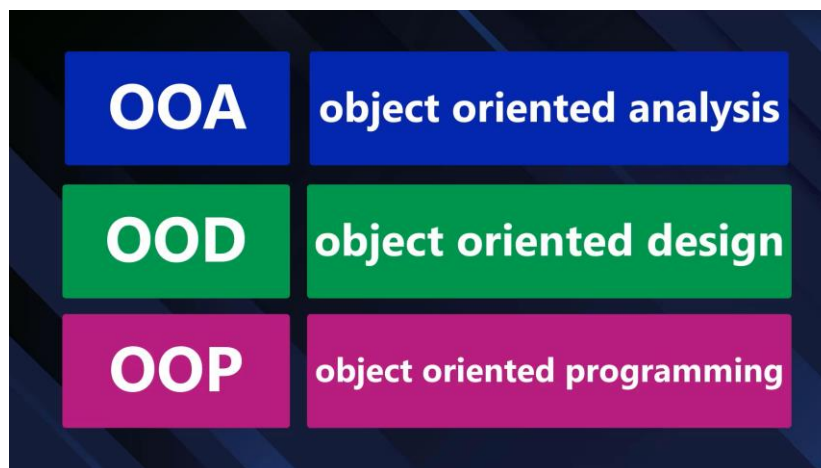 OOA object oriented analysis
OOD object oriented design
OOP object oriented programming